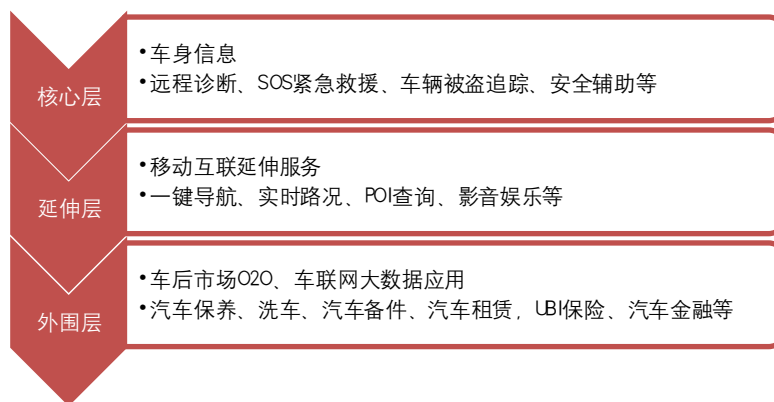 核心层
•车身信息
•远程诊断、SOS紧急救援、车辆被盗追踪、安全辅助等
延伸层
•移动互联延伸服务
•一键导航、实时路况、POI查询、影音娱乐等
外围层
•车后市场O2O、车联网大数据应用
•汽车保养、洗车、汽车备件、汽车租赁，UBI保险、汽车金融等